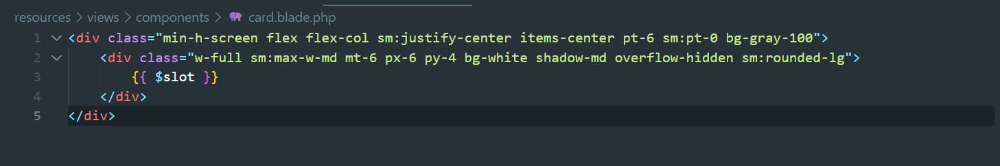 resources > views > components > card.blade.php
1 <div class="min-h-screen flex flex-col sm:justify-center items-center pt-6 sm:pt-0 bg-gray-100">
2     <div class="w-full sm:max-w-md mt-6 px-6 py-4 bg-white shadow-md overflow-hidden sm:rounded-lg">
3         {{ $slot }}
4     </div>
5 </div>